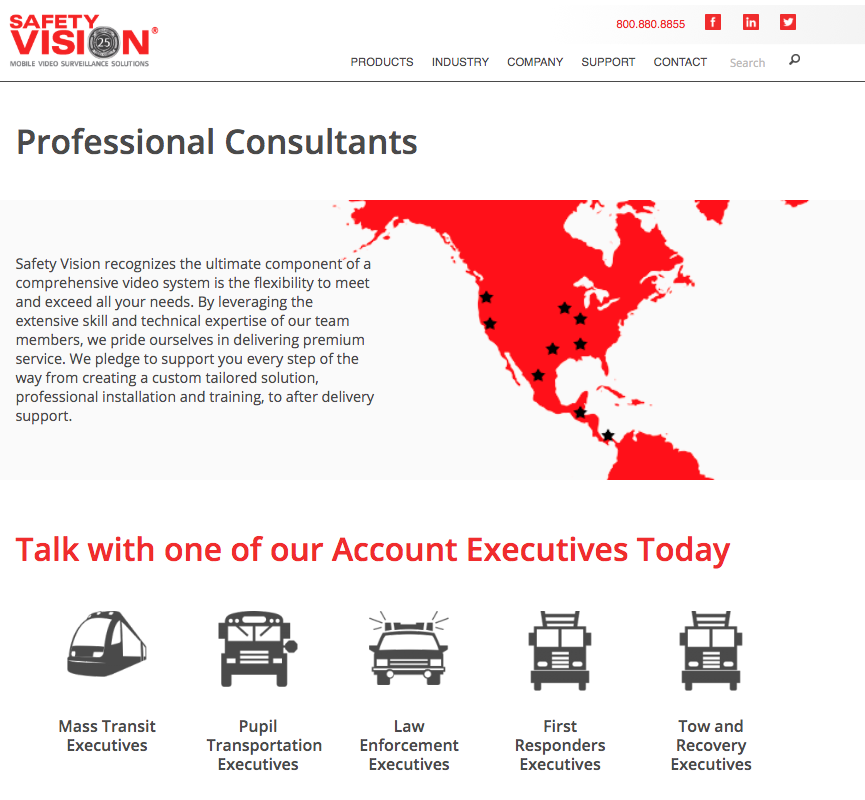 SAFETY
VISION®
25
MOBILE VIDEO SURVEILLANCE SOLUTIONS
800.880.8855
PRODUCTS INDUSTRY COMPANY SUPPORT CONTACT Search
Professional Consultants
Safety Vision recognizes the ultimate component of a
comprehensive video system is the flexibility to meet
and exceed all your needs. By leveraging the
extensive skill and technical expertise of our team
members, we pride ourselves in delivering premium
service. We pledge to support you every step of the
way from creating a custom tailored solution,
professional installation and training, to after delivery
support.
Talk with one of our Account Executives Today
Mass Transit
Executives
Pupil
Transportation
Executives
Law
Enforcement
Executives
First
Responders
Executives
Tow and
Recovery
Executives